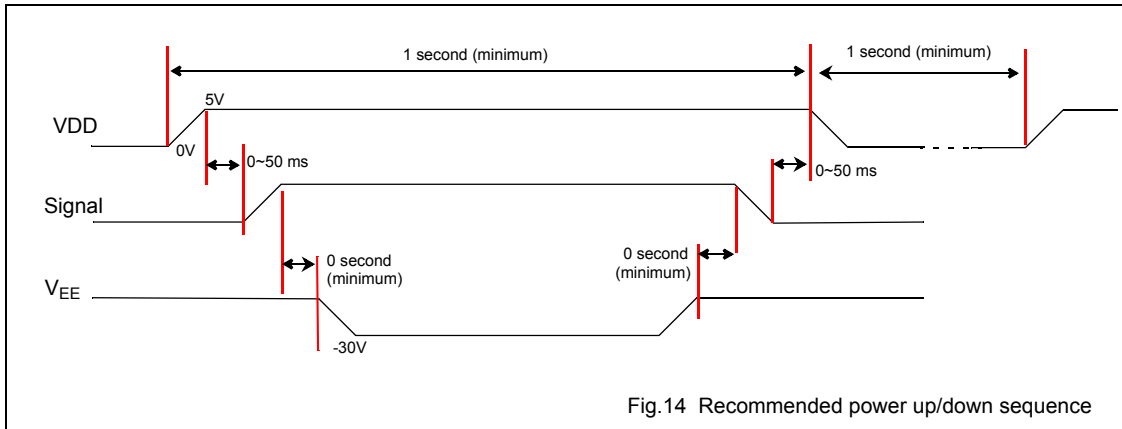 1 second (minimum)
1 second (minimum)
5V
VDD
0V
0~50 ms
0~50 ms
Signal
0 second
(minimum)
0 second
(minimum)
VEE
-30V
Fig.14 Recommended power up/down sequence